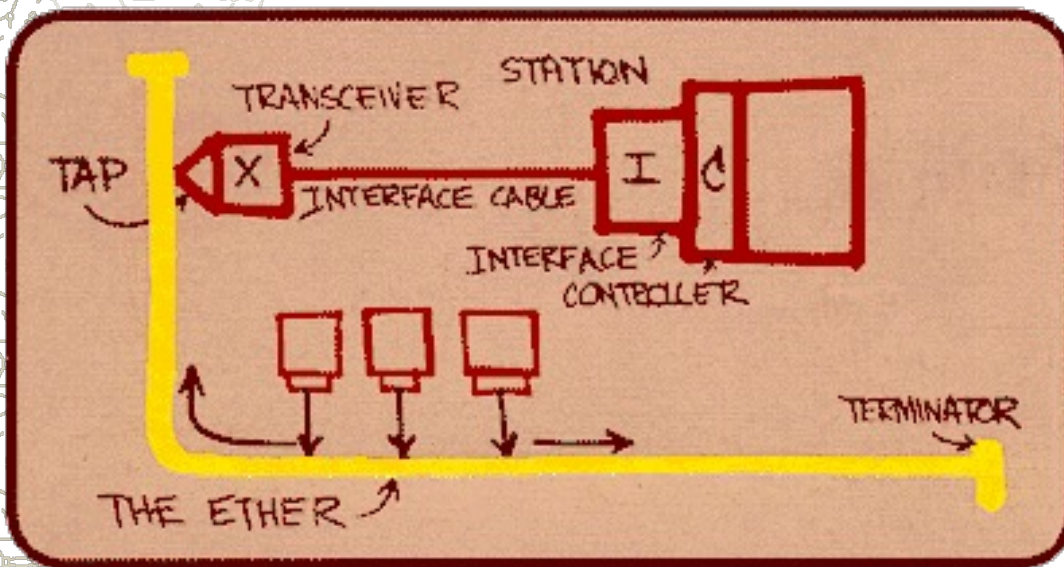 STATION
TRANSCEIVER
TAP
X
I
C
INTERFACE CABLE
INTERFACE
CONTROLLER
TERMINATOR
THE ETHER